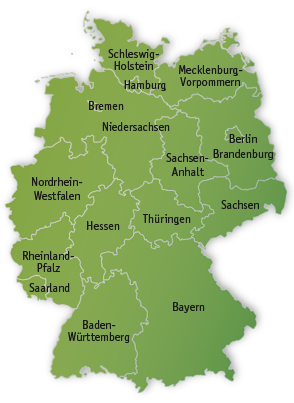 Schleswig-
Holstein
Mecklenburg-
Vorpommern
Hamburg
Bremen
Niedersachsen
Berlin
Brandenburg
Sachsen-
Anhalt
Nordrhein-
Westfalen
Sachsen
Thüringen
Hessen
Rheinland-
Pfalz
Saarland
Bayern
Baden-
Württemberg